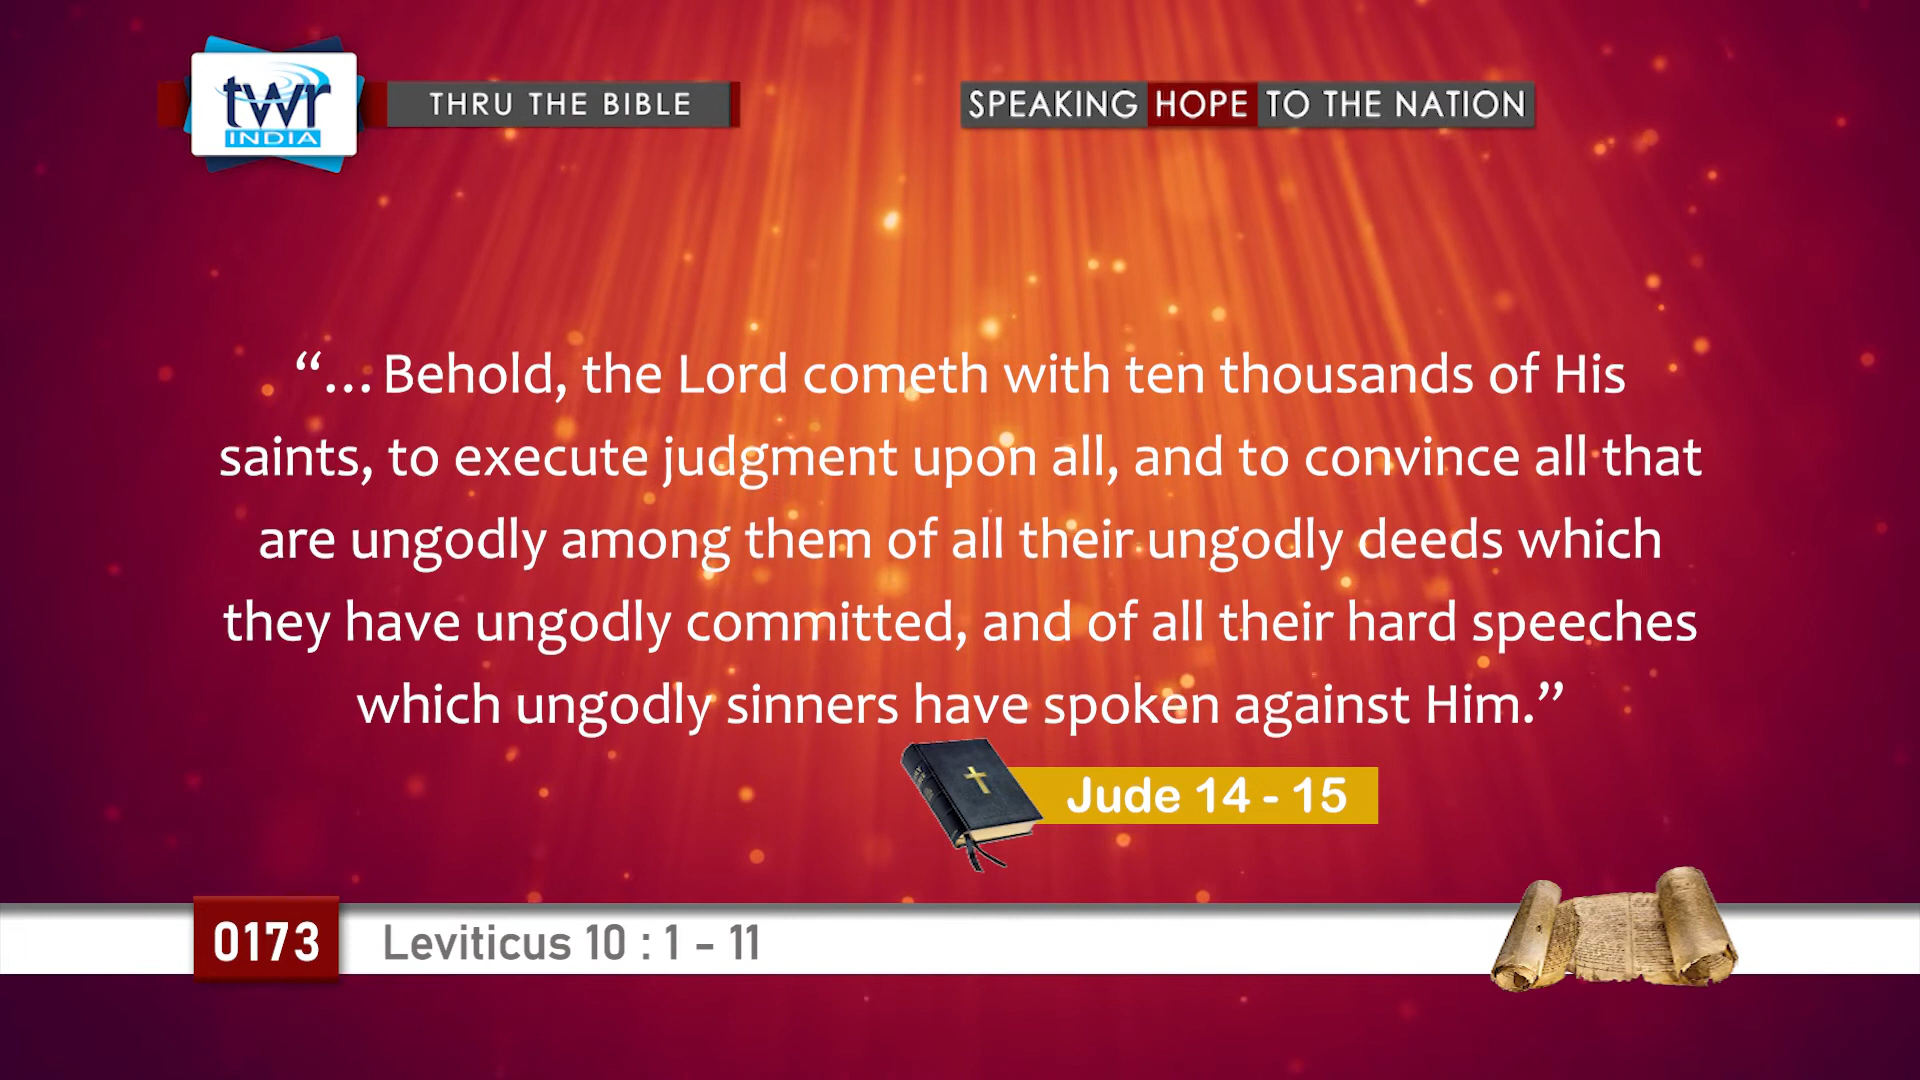 twr
INDIA
THRU THE BIBLE
SPEAKING HOPE TO THE NATION
“... Behold, the Lord cometh with ten thousands of His
saints, to execute judgment upon all, and to convince all that
are ungodly among them of all their ungodly deeds which
they have ungodly committed, and of all their hard speeches
which ungodly sinners have spoken against Him.”
Jude 14 - 15
0173
Leviticus 10 : 1 - 11